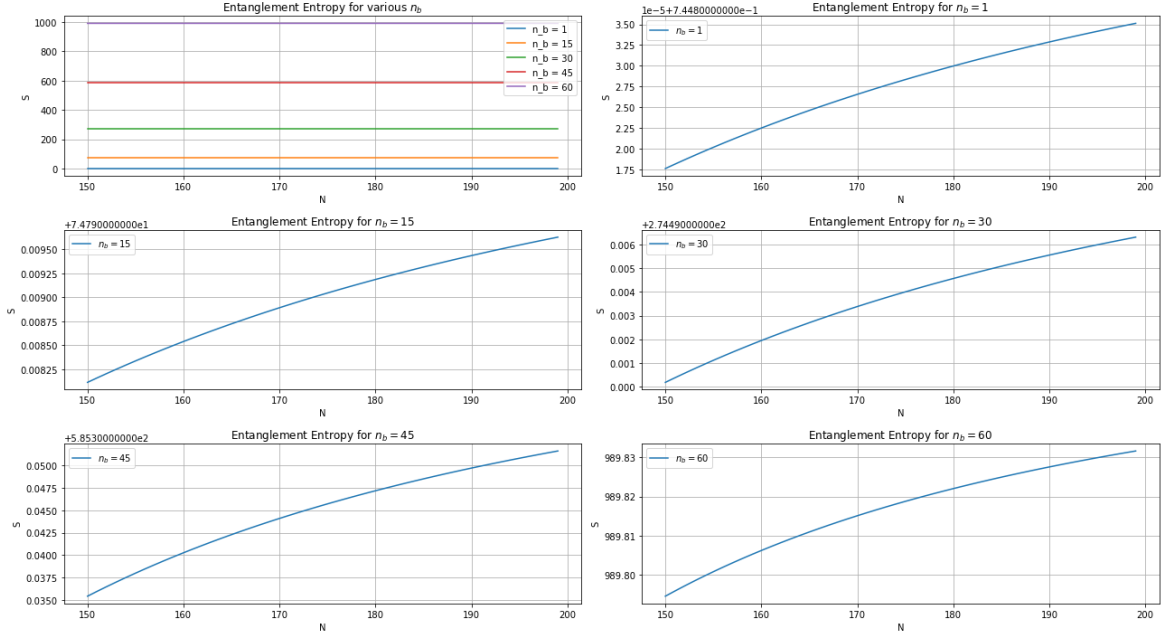 Entanglement Entropy for various n_b
1000
800
600
400
200
0
S
n_b = 1
n_b = 15
n_b = 30
n_b = 45
n_b = 60
150 160 170 180 190 200
N
Entanglement Entropy for n_b = 1
1e-5+7.4480000000e-1
3.50
3.25
3.00
2.75
2.50
2.25
2.00
1.75
S
n_b = 1
150 160 170 180 190 200
N
Entanglement Entropy for n_b = 15
+7.4790000000e1
0.00950
0.00925
0.00900
0.00875
0.00850
0.00825
S
n_b = 15
150 160 170 180 190 200
N
Entanglement Entropy for n_b = 30
+2.7449000000e2
0.006
0.005
0.004
0.003
0.002
0.001
0.000
S
n_b = 30
150 160 170 180 190 200
N
Entanglement Entropy for n_b = 45
+5.8530000000e2
0.0500
0.0475
0.0450
0.0425
0.0400
0.0375
0.0350
S
n_b = 45
150 160 170 180 190 200
N
Entanglement Entropy for n_b = 60
989.83
989.82
989.81
989.80
S
n_b = 60
150 160 170 180 190 200
N